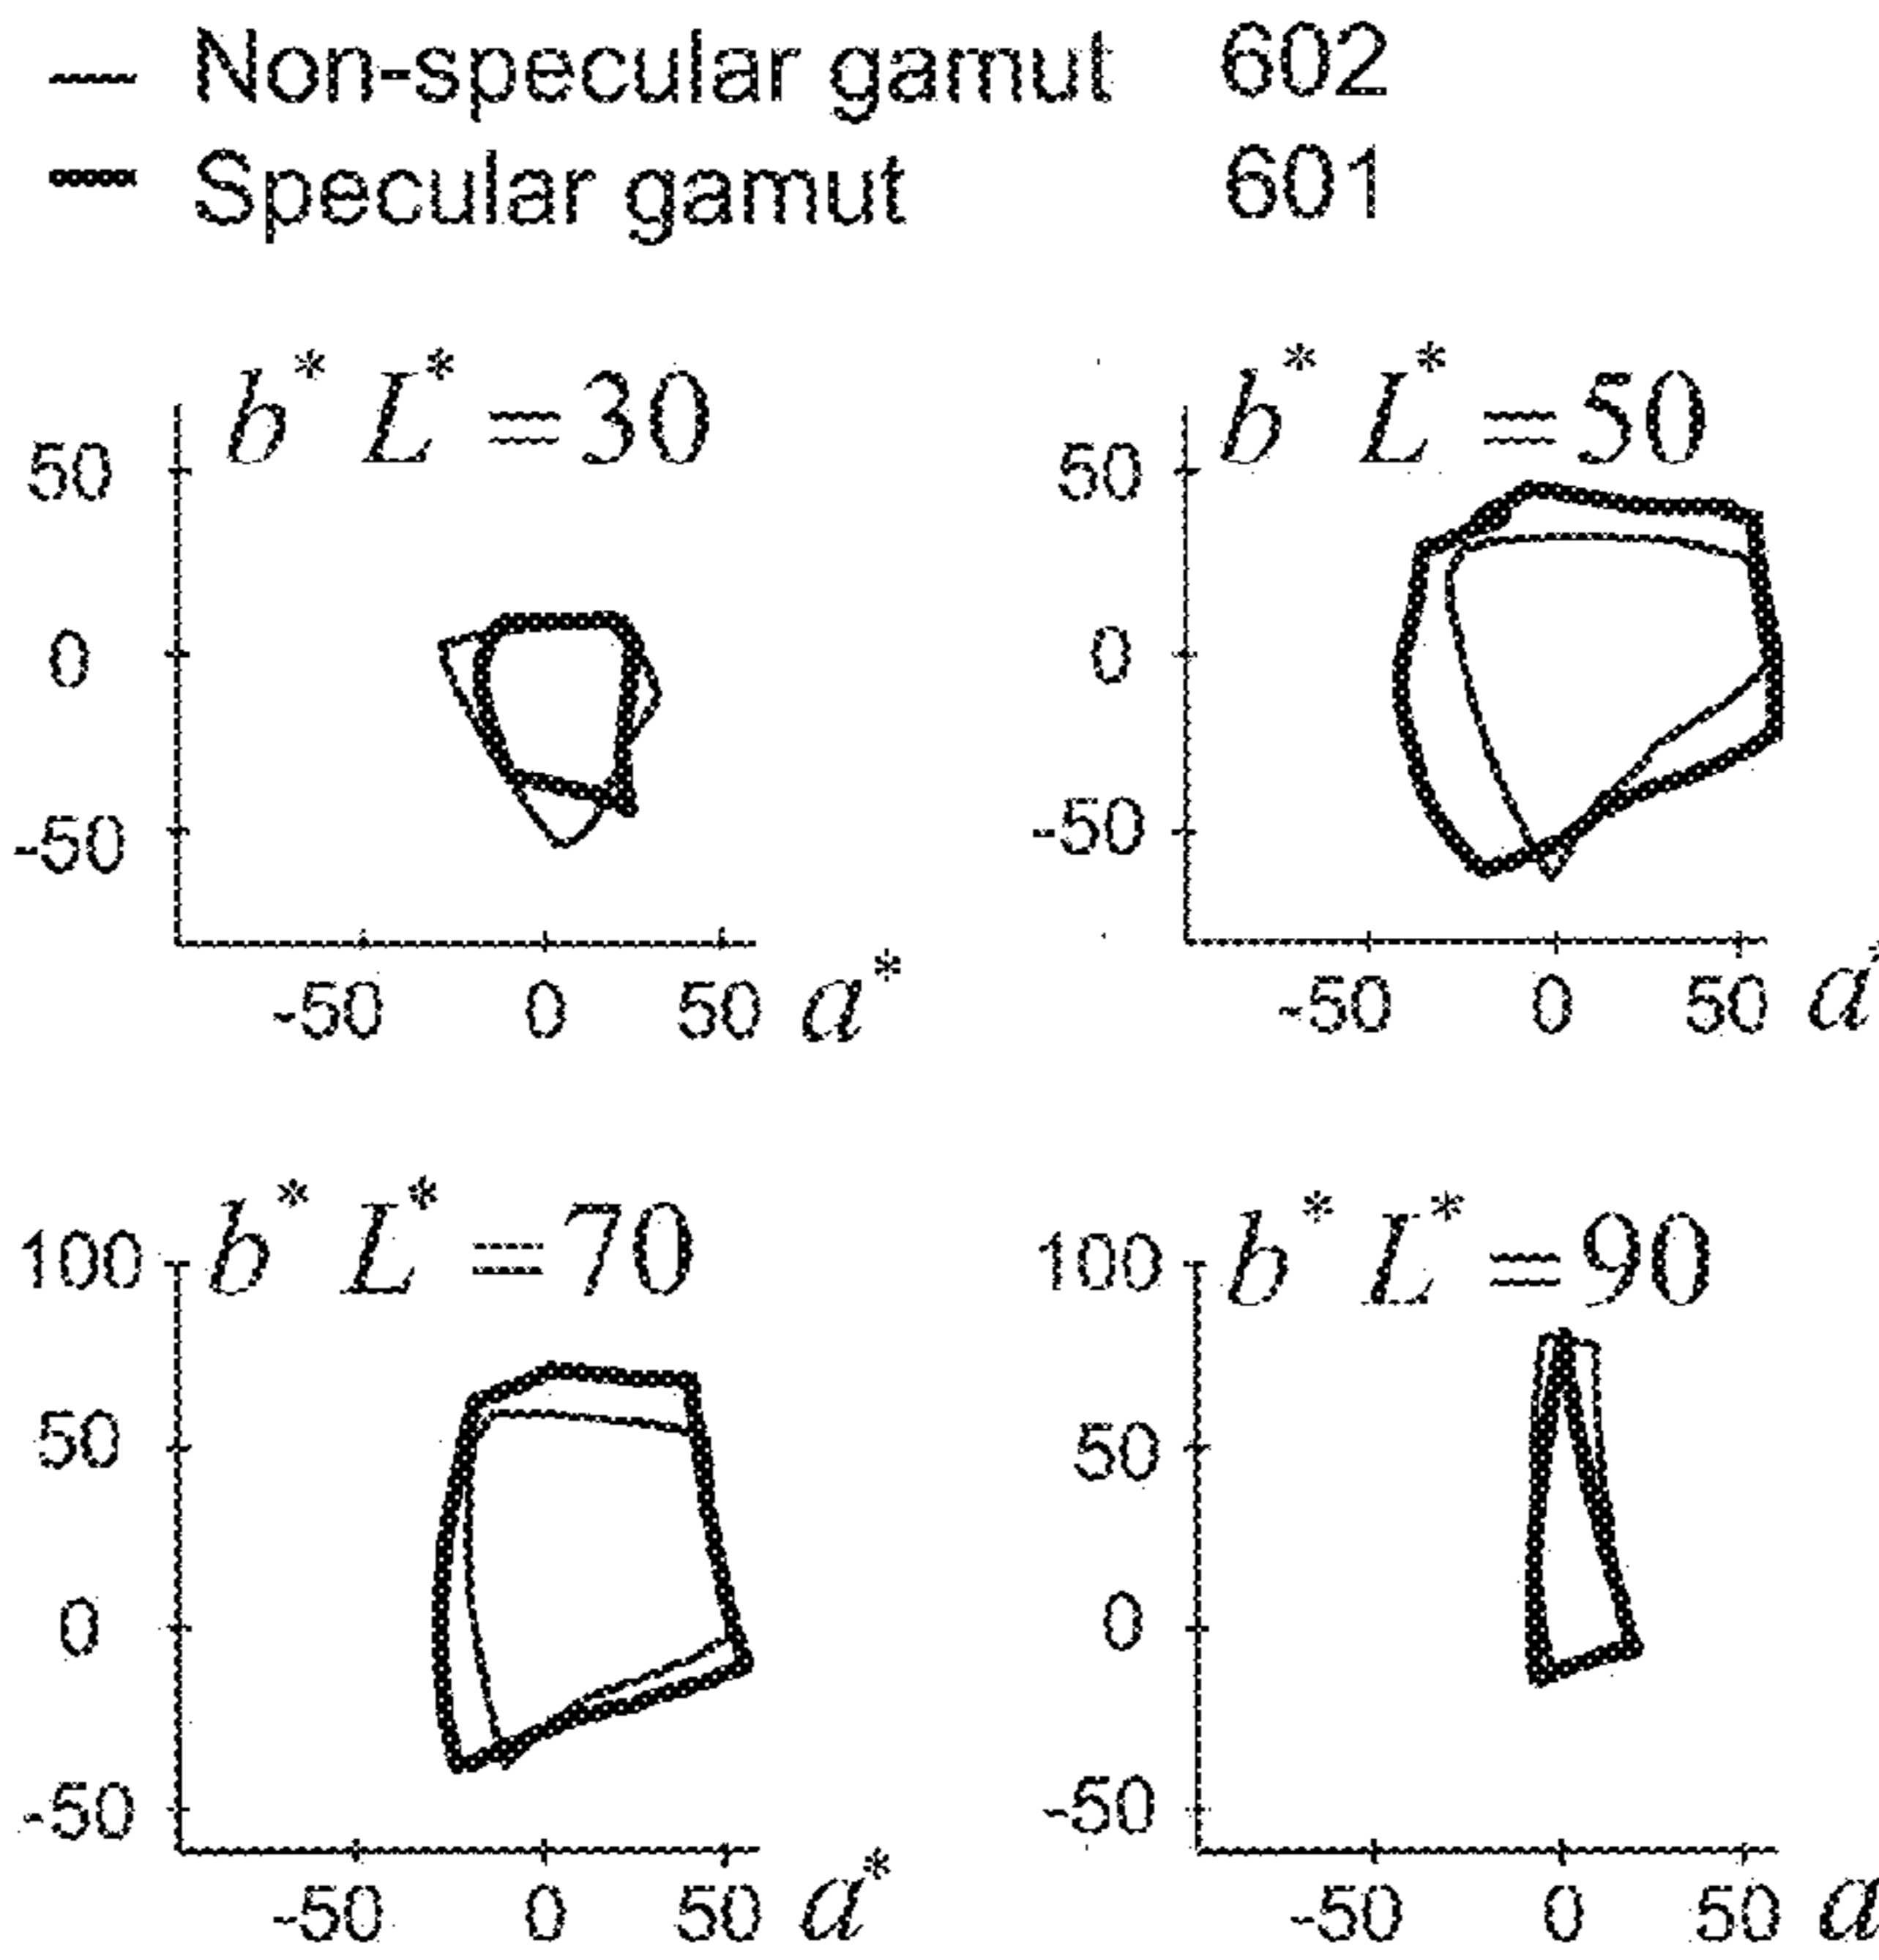 Non-specular gamut 602
Specular gamut 601
b* L* = 30
50
0
-50
-50 0 50 a*
b* L* = 50
50
0
-50
-50 0 50 a*
b* L* = 70
100
50
0
-50
-50 0 50 a*
b* L* = 90
100
50
0
-50
-50 0 50 a